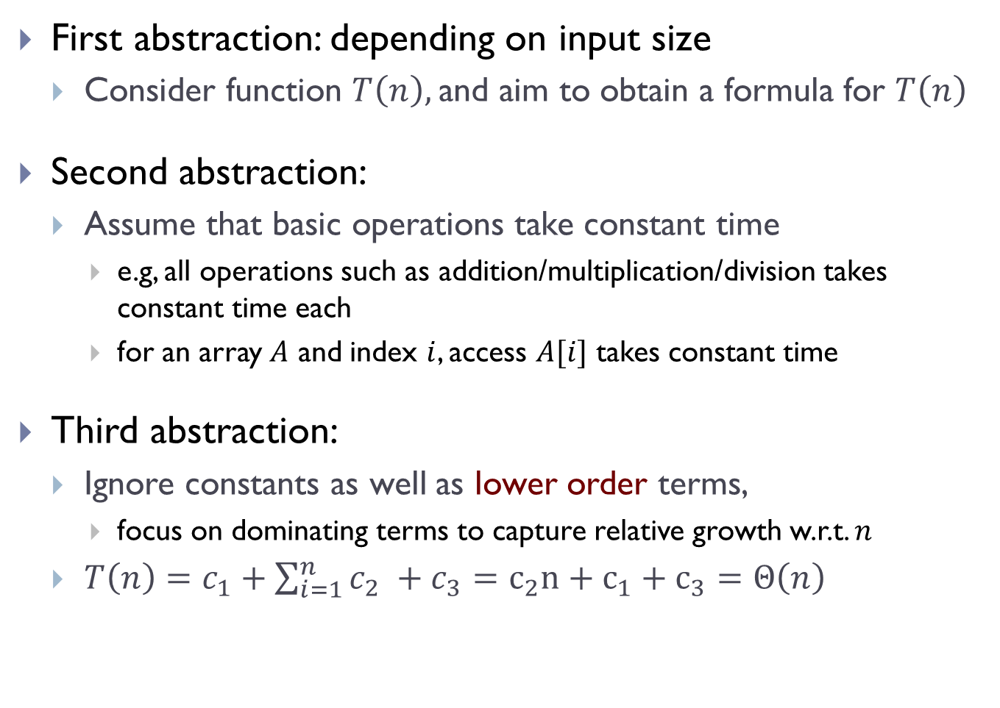 First abstraction: depending on input size
Consider function T(n), and aim to obtain a formula for T(n)
Second abstraction:
Assume that basic operations take constant time
e.g, all operations such as addition/multiplication/division takes
constant time each
for an array A and index i, access A[i] takes constant time
Third abstraction:
Ignore constants as well as lower order terms,
focus on dominating terms to capture relative growth w.r.t. n
T(n) = c₁ + ∑ⁿᵢ₌₁ c₂ + c₃ = c₂n + c₁ + c₃ = Θ(n)